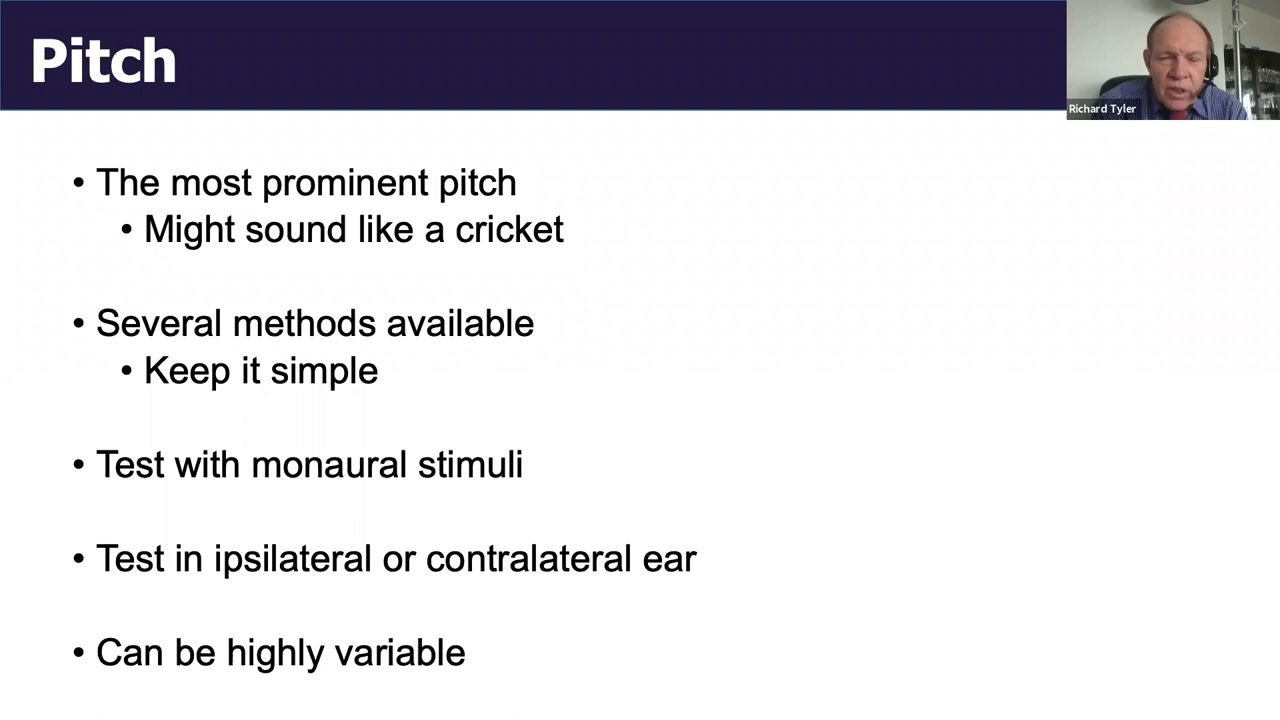 Pitch
Richard Tyler
• The most prominent pitch
• Might sound like a cricket
• Several methods available
• Keep it simple
• Test with monaural stimuli
• Test in ipsilateral or contralateral ear
• Can be highly variable